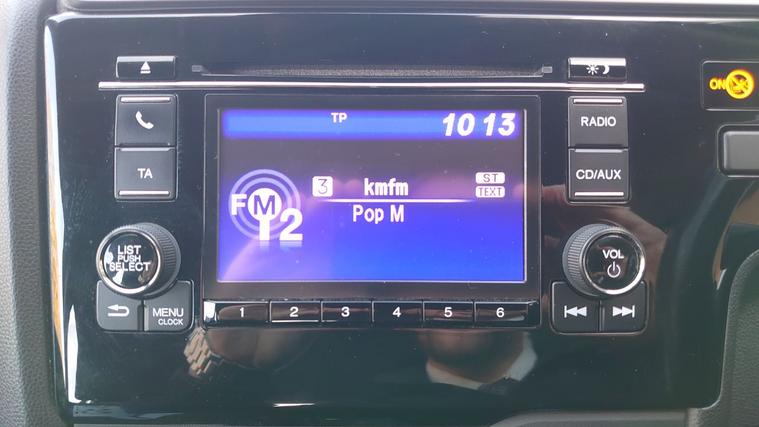 TP
10 13
RADIO
ON
TA
CD/AUX
3 kmfm ST
TEXT
FM 2
Pop M
LIST
PUSH
SELECT
VOL
MENU
CLOCK
1 2 3 4 5 6